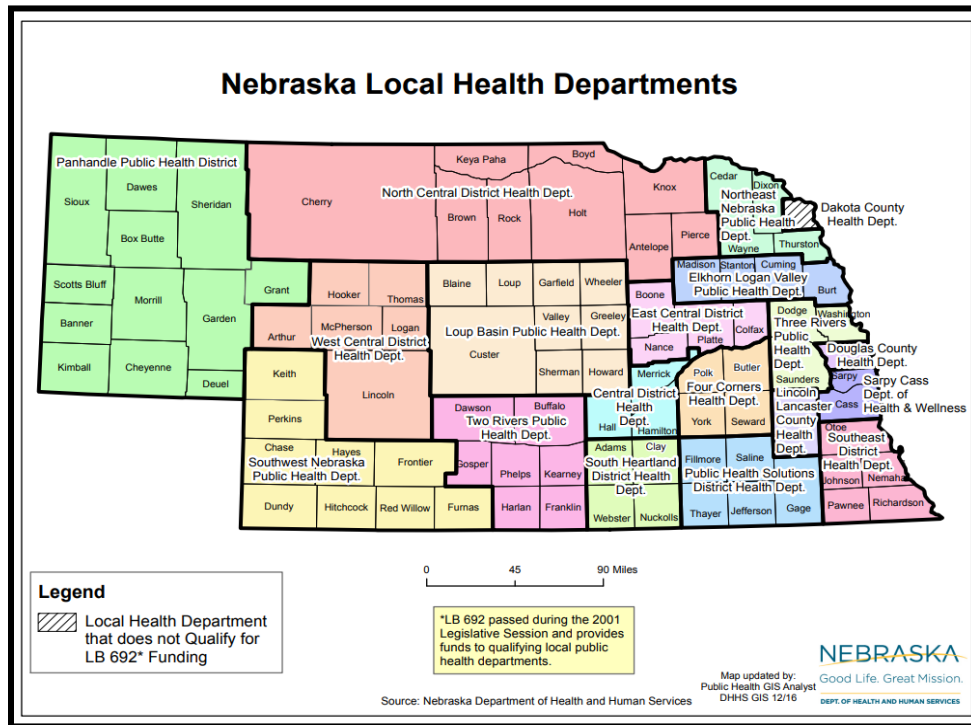 Nebraska Local Health Departments
Panhandle Public Health District
Sioux
Dawes
Sheridan
Box Butte
Scotts Bluff
Morrill
Grant
Garden
Banner
Kimball
Cheyenne
Deuel
North Central District Health Dept.
Cherry
Keya Paha
Boyd
Brown
Rock
Holt
Knox
Antelope
Pierce
Cedar
Dixon
Northeast
Nebraska
Public Health
Dept.
Wayne
Thurston
Dakota County
Health Dept.
Madison
Stanton
Cuming
Elkhorn Logan Valley
Public Health Dept.
Burt
Hooker
Thomas
Arthur
McPherson
Logan
West Central District
Health Dept.
Lincoln
Blaine
Loup
Garfield
Wheeler
Valley
Greeley
Loup Basin Public Health Dept.
Custer
Sherman
Howard
Boone
East Central District
Health Dept.
Nance
Platte
Colfax
Dodge
Washington
Three Rivers
Public
Health
Dept.
Saunders
Douglas County
Health Dept.
Sarpy
Sarpy Cass
Dept. of
Health & Wellness
Cass
Keith
Perkins
Chase
Hayes
Frontier
Southwest Nebraska
Public Health Dept.
Dundy
Hitchcock
Red Willow
Furnas
Dawson
Buffalo
Two Rivers Public
Health Dept.
Gosper
Phelps
Kearney
Harlan
Franklin
Merrick
Central District
Health
Dept.
Hall
Hamilton
Polk
Butler
Four Corners
Health Dept.
York
Seward
Lincoln
Lancaster
County
Health
Dept.
Adams
Clay
South Heartland
District Health
Dept.
Webster
Nuckolls
Fillmore
Saline
Public Health Solutions
District Health Dept.
Thayer
Jefferson
Gage
Otoe
Southeast
District
Health Dept.
Johnson
Nemaha
Pawnee
Richardson
0 45 90 Miles
Legend
Local Health Department
that does not Qualify for
LB 692* Funding
*LB 692 passed during the 2001
Legislative Session and provides
funds to qualifying local public
health departments.
Source: Nebraska Department of Health and Human Services
Map updated by:
Public Health GIS Analyst
DHHS GIS 12/16
NEBRASKA
Good Life. Great Mission.
DEPT. OF HEALTH AND HUMAN SERVICES